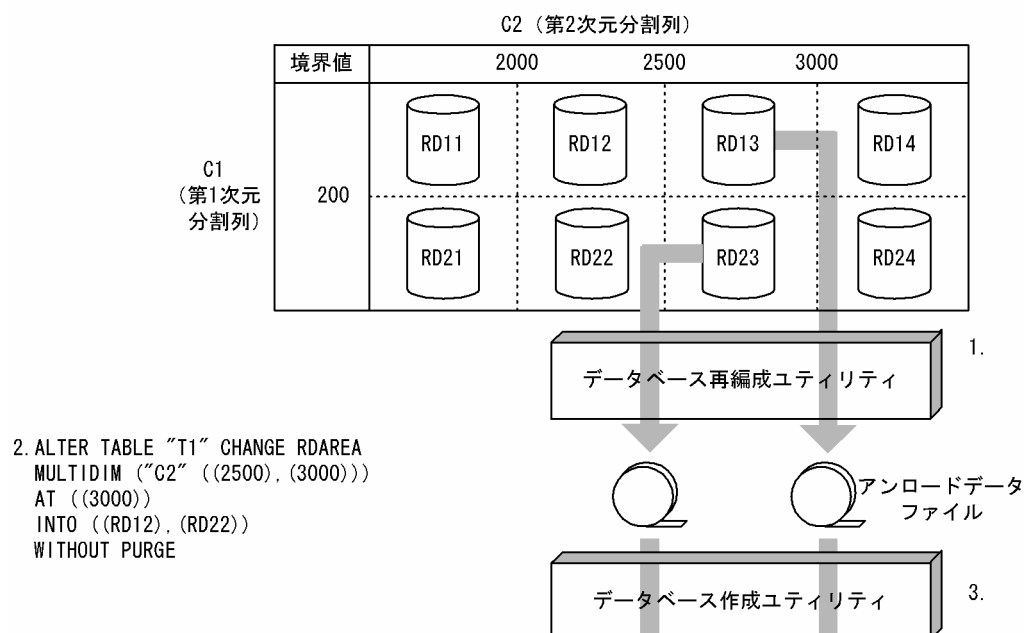 C2（第2次元分割列）
境界値 2000 2500 3000
C1
（第1次元
分割列）
200
RD11 RD12 RD13 RD14
RD21 RD22 RD23 RD24
データベース再編成ユティリティ
1.
2.ALTER TABLE "T1" CHANGE RDAREA
MULTIDIM ("C2" ((2500),(3000)))
AT ((3000))
INTO ((RD12),(RD22))
WITHOUT PURGE
アンロードデータ
ファイル
データベース作成ユティリティ
3.